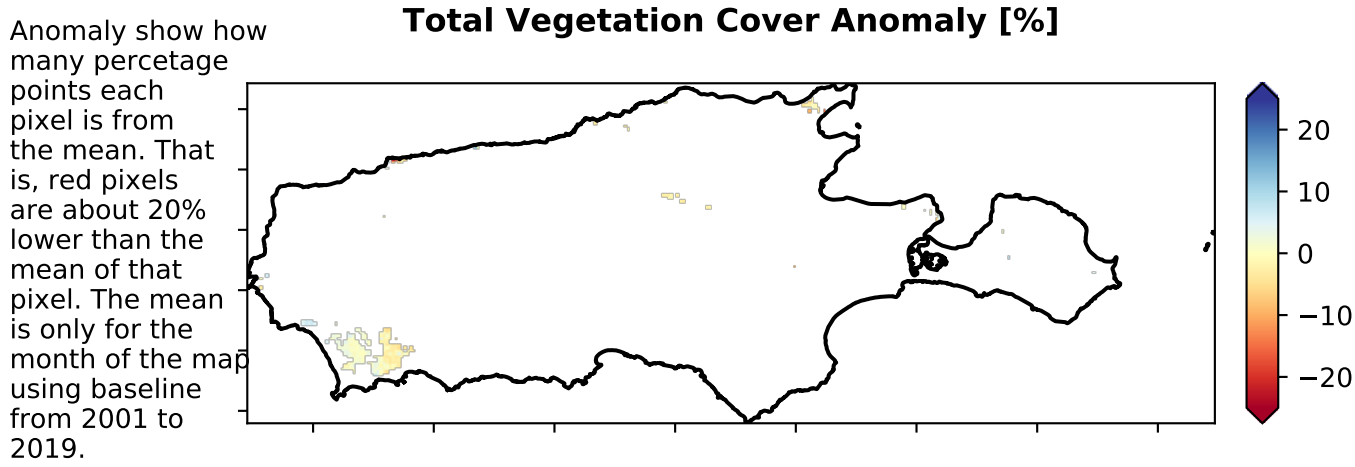 Total Vegetation Cover Anomaly [%]
Anomaly show how
many percetage
points each
pixel is from
the mean. That
is, red pixels
are about 20%
lower than the
mean of that
pixel. The mean
is only for the
month of the map
using baseline
from 2001 to
2019.
20
10
0
−10
−20